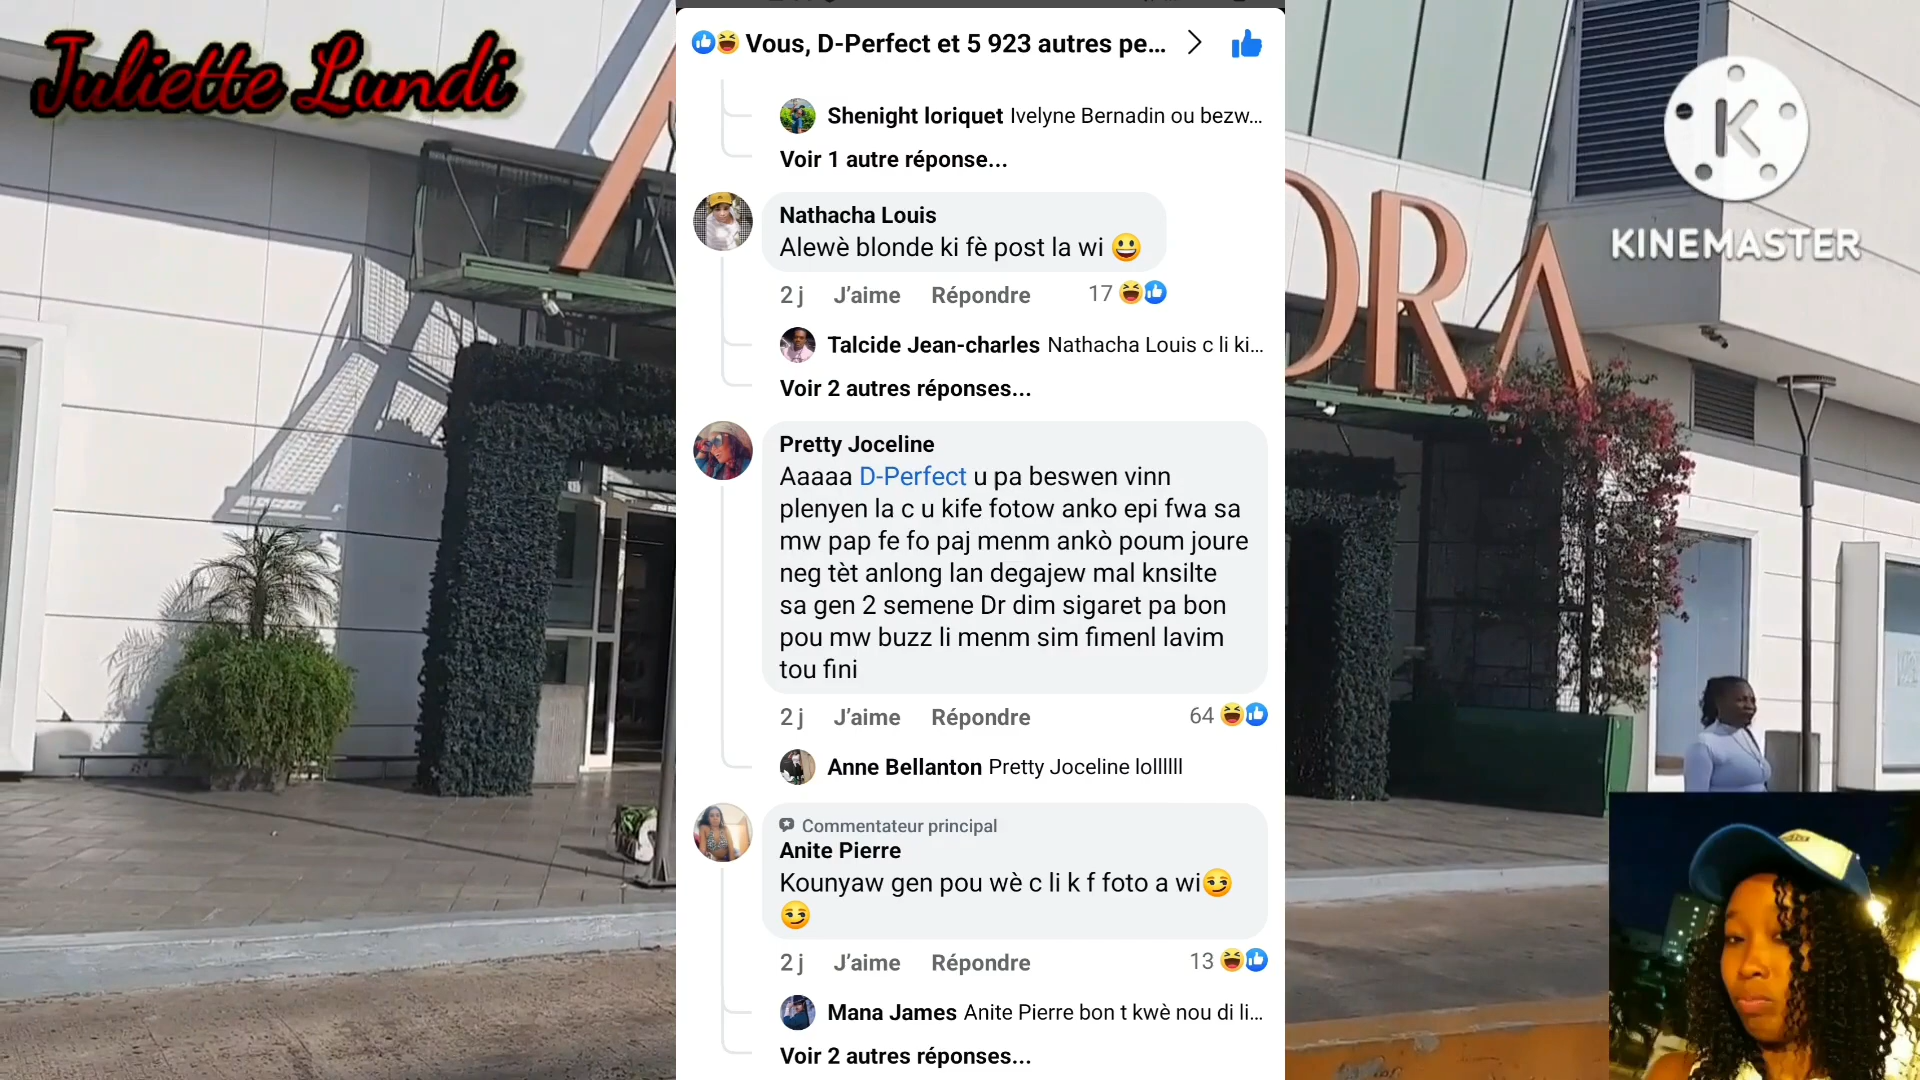 Juliette Lundi
Vous, D-Perfect et 5 923 autres pe...
Shenight loriquet Ivelyne Bernadin ou bezw...
Voir 1 autre réponse...
Nathacha Louis
Alewè blonde ki fè post la wi 😀
2 j J'aime Répondre 17
Talcide Jean-charles Nathacha Louis c li ki...
Voir 2 autres réponses...
Pretty Joceline
Aaaaa D-Perfect u pa beswen vinn
plenyen la c u kife fotow anko epi fwa sa
mw pap fe fo paj menm ankò poum joure
neg tèt anlong lan degajew mal knsilte
sa gen 2 semene Dr dim sigaret pa bon
pou mw buzz li menm sim fimenl lavim
tou fini
2 j J'aime Répondre 64
Anne Bellanton Pretty Joceline lollllll
Commentateur principal
Anite Pierre
Kounyaw gen pou wè c li k f foto a wi😏
😏
2 j J'aime Répondre 13
Mana James Anite Pierre bon t kwè nou di li...
Voir 2 autres réponses...
K
KINEMASTER
ORA